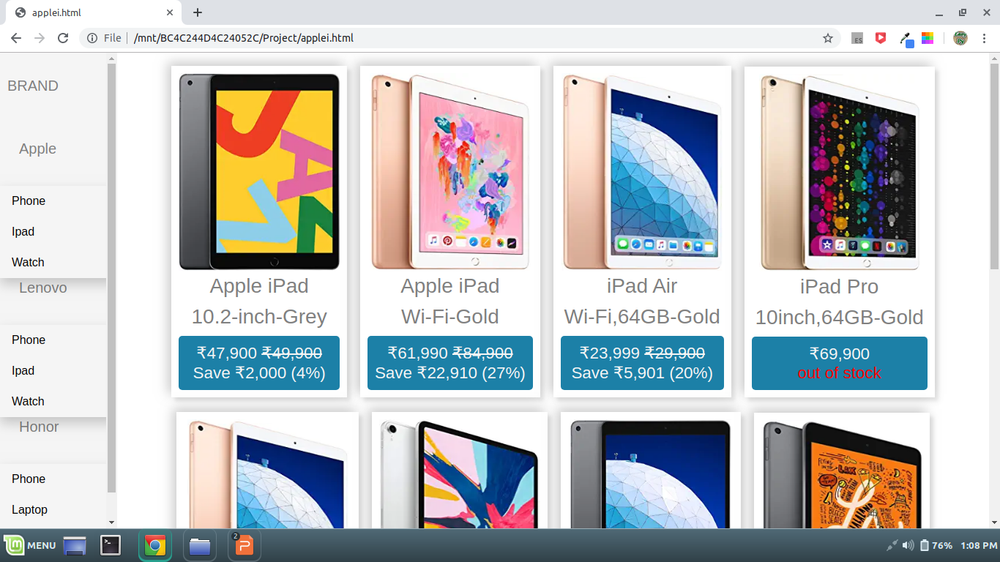 applei.html
File
/mnt/BC4C244D4C24052C/Project/applei.html
ES
BRAND
Apple
Phone
Ipad
Watch
Lenovo
Phone
Ipad
Watch
Honor
Phone
Laptop
Apple iPad
10.2-inch-Grey
₹47,900 ₹49,900
Save ₹2,000 (4%)
Apple iPad
Wi-Fi-Gold
₹61,990 ₹84,900
Save ₹22,910 (27%)
iPad Air
Wi-Fi,64GB-Gold
₹23,999 ₹29,900
Save ₹5,901 (20%)
iPad Pro
10inch,64GB-Gold
₹69,900
out of stock
MENU
2
76%
1:08 PM